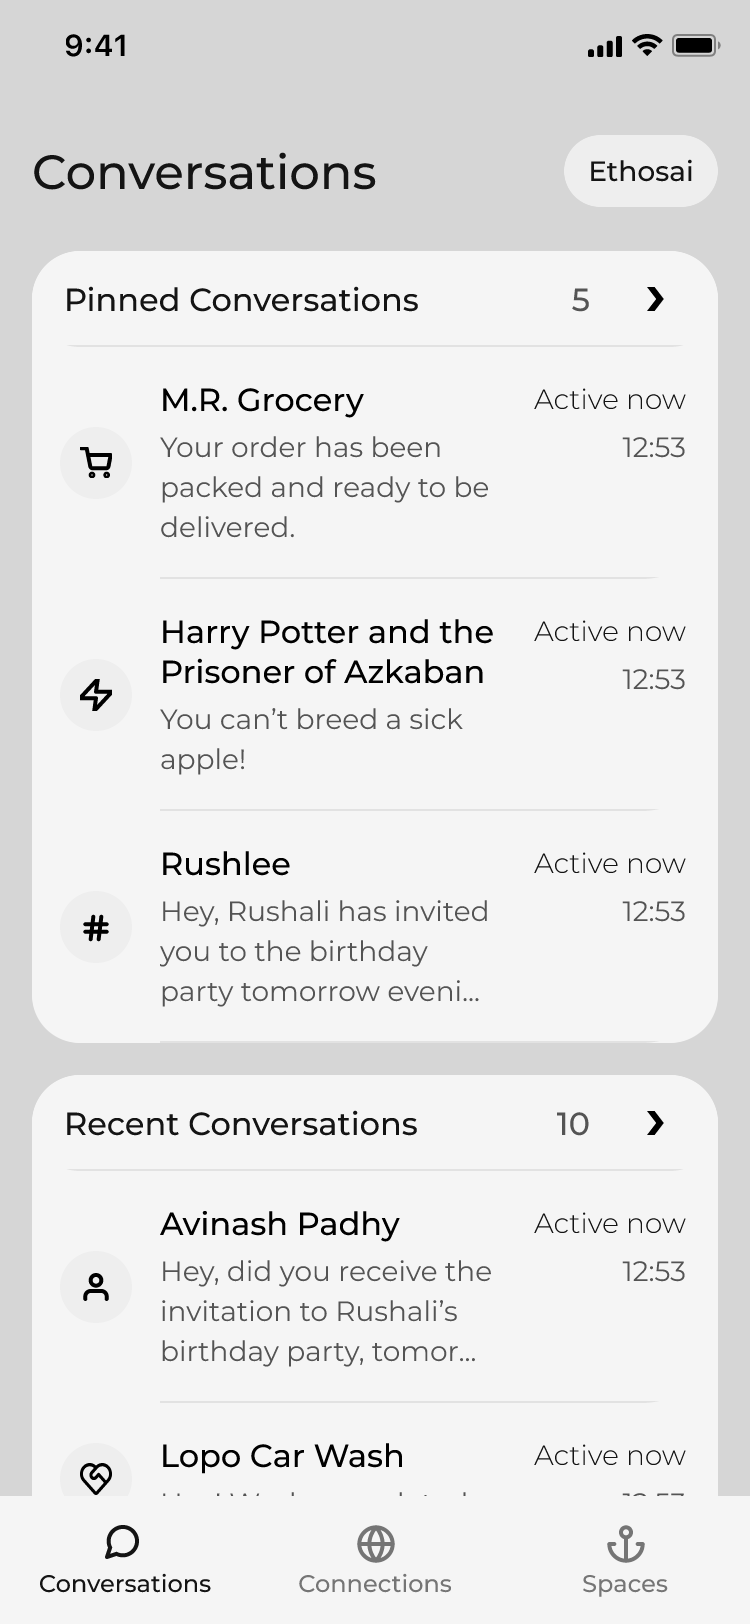 9:41
Conversations
Ethosai
Pinned Conversations 5
M.R. Grocery
Active now
Your order has been
12:53
packed and ready to be
delivered.
Harry Potter and the
Active now
Prisoner of Azkaban
12:53
You can’t breed a sick
apple!
Rushlee
Active now
Hey, Rushali has invited
12:53
you to the birthday
party tomorrow eveni...
Recent Conversations 10
Avinash Padhy
Active now
Hey, did you receive the
12:53
invitation to Rushali’s
birthday party, tomor...
Lopo Car Wash
Active now
Conversations
Connections
Spaces